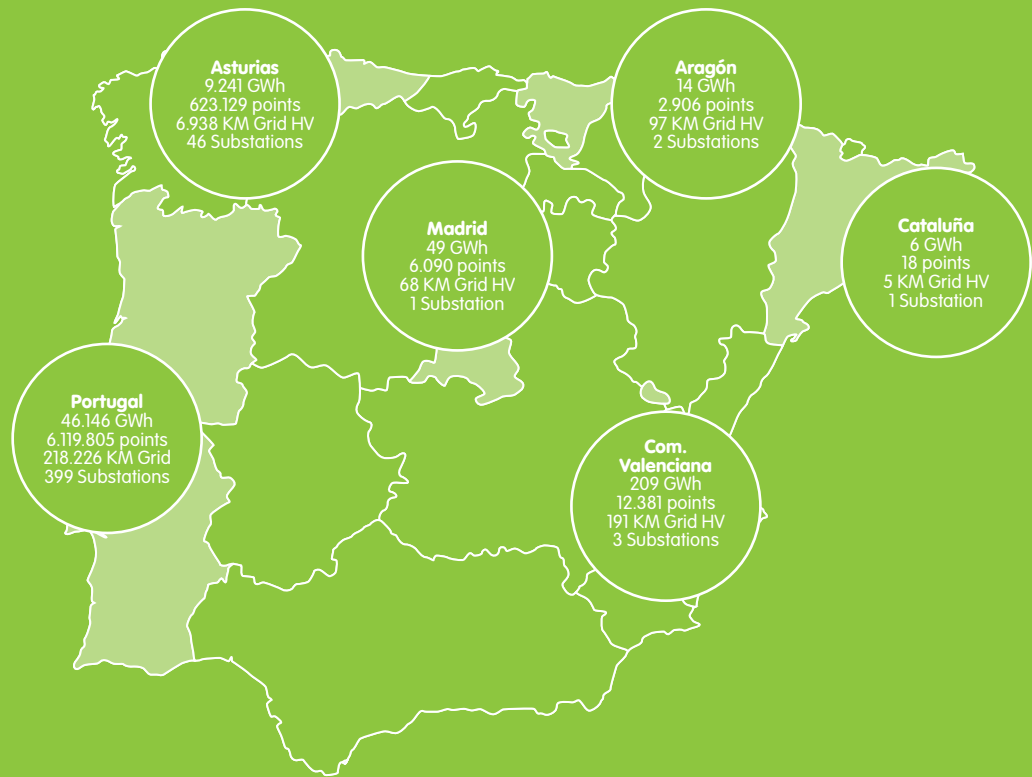 Asturias
9.241 GWh
623.129 points
6.938 KM Grid HV
46 Substations
Aragón
14 GWh
2.906 points
97 KM Grid HV
2 Substations
Madrid
49 GWh
6.090 points
68 KM Grid HV
1 Substation
Cataluña
6 GWh
18 points
5 KM Grid HV
1 Substation
Portugal
46.146 GWh
6.119.805 points
218.226 KM Grid
399 Substations
Com.
Valenciana
209 GWh
12.381 points
191 KM Grid HV
3 Substations